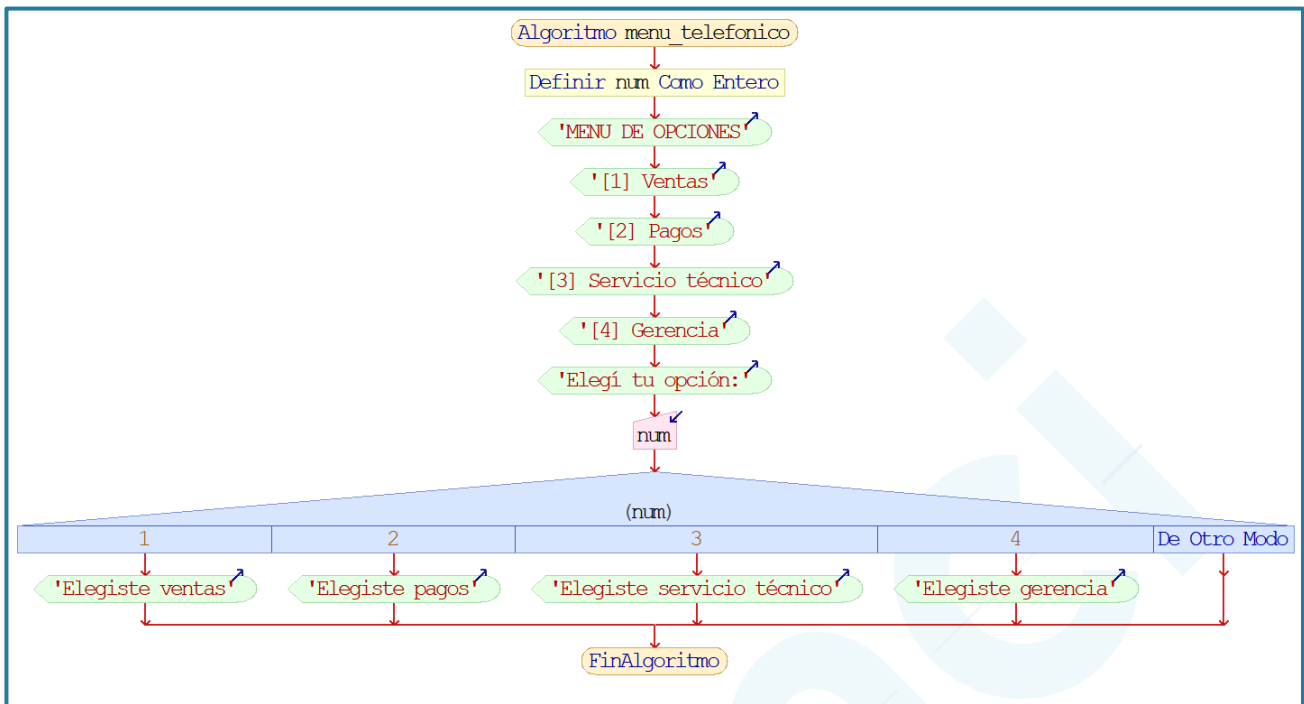 Algoritmo menu_telefonico
Definir num Como Entero
'MENU DE OPCIONES'
'[1] Ventas'
'[2] Pagos'
'[3] Servicio técnico'
'[4] Gerencia'
'Elegí tu opción:'
num
(num)
1 2 3 4 De Otro Modo
'Elegiste ventas' 'Elegiste pagos' 'Elegiste servicio técnico' 'Elegiste gerencia'
FinAlgoritmo